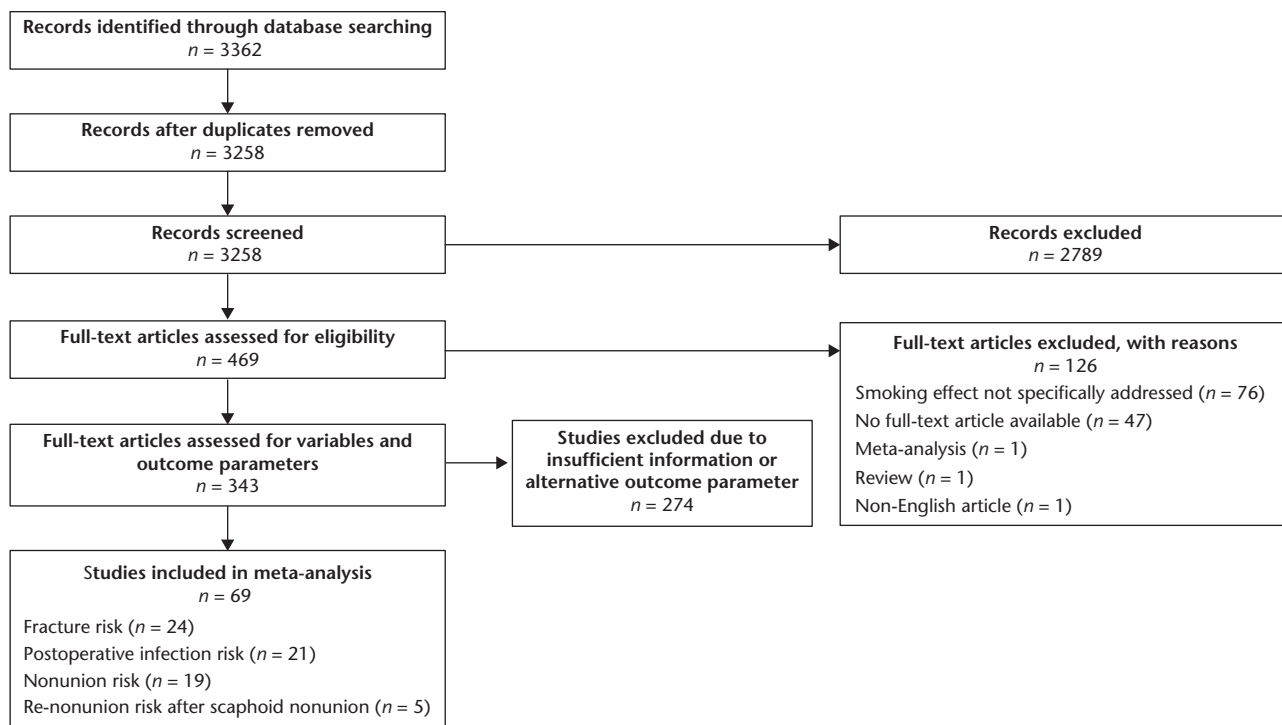 Records identified through database searching
n = 3362
Records after duplicates removed
n = 3258
Records screened
n = 3258
Records excluded
n = 2789
Full-text articles assessed for eligibility
n = 469
Full-text articles excluded, with reasons
n = 126
Smoking effect not specifically addressed (n = 76)
No full-text article available (n = 47)
Meta-analysis (n = 1)
Review (n = 1)
Non-English article (n = 1)
Full-text articles assessed for variables and
outcome parameters
n = 343
Studies excluded due to
insufficient information or
alternative outcome parameter
n = 274
Studies included in meta-analysis
n = 69
Fracture risk (n = 24)
Postoperative infection risk (n = 21)
Nonunion risk (n = 19)
Re-nonunion risk after scaphoid nonunion (n = 5)